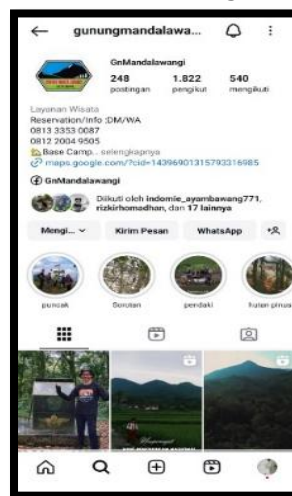 gunungmandalawa...
GnMandalawangi
248 1.822 540
postingan pengikut mengikuti
Layanan Wisata
Reservation/Info :DM/WA
0813 3353 0087
0812 2004 9505
Base Camp... selengkapnya
maps.google.com/?cid=14396901315793316985
GnMandalawangi
Diikuti oleh indomie_ayambawang771,
rizkirhomadhan, dan 17 lainnya
Mengi... Kirim Pesan WhatsApp
puncak Sorotan pendaki hutan pinus